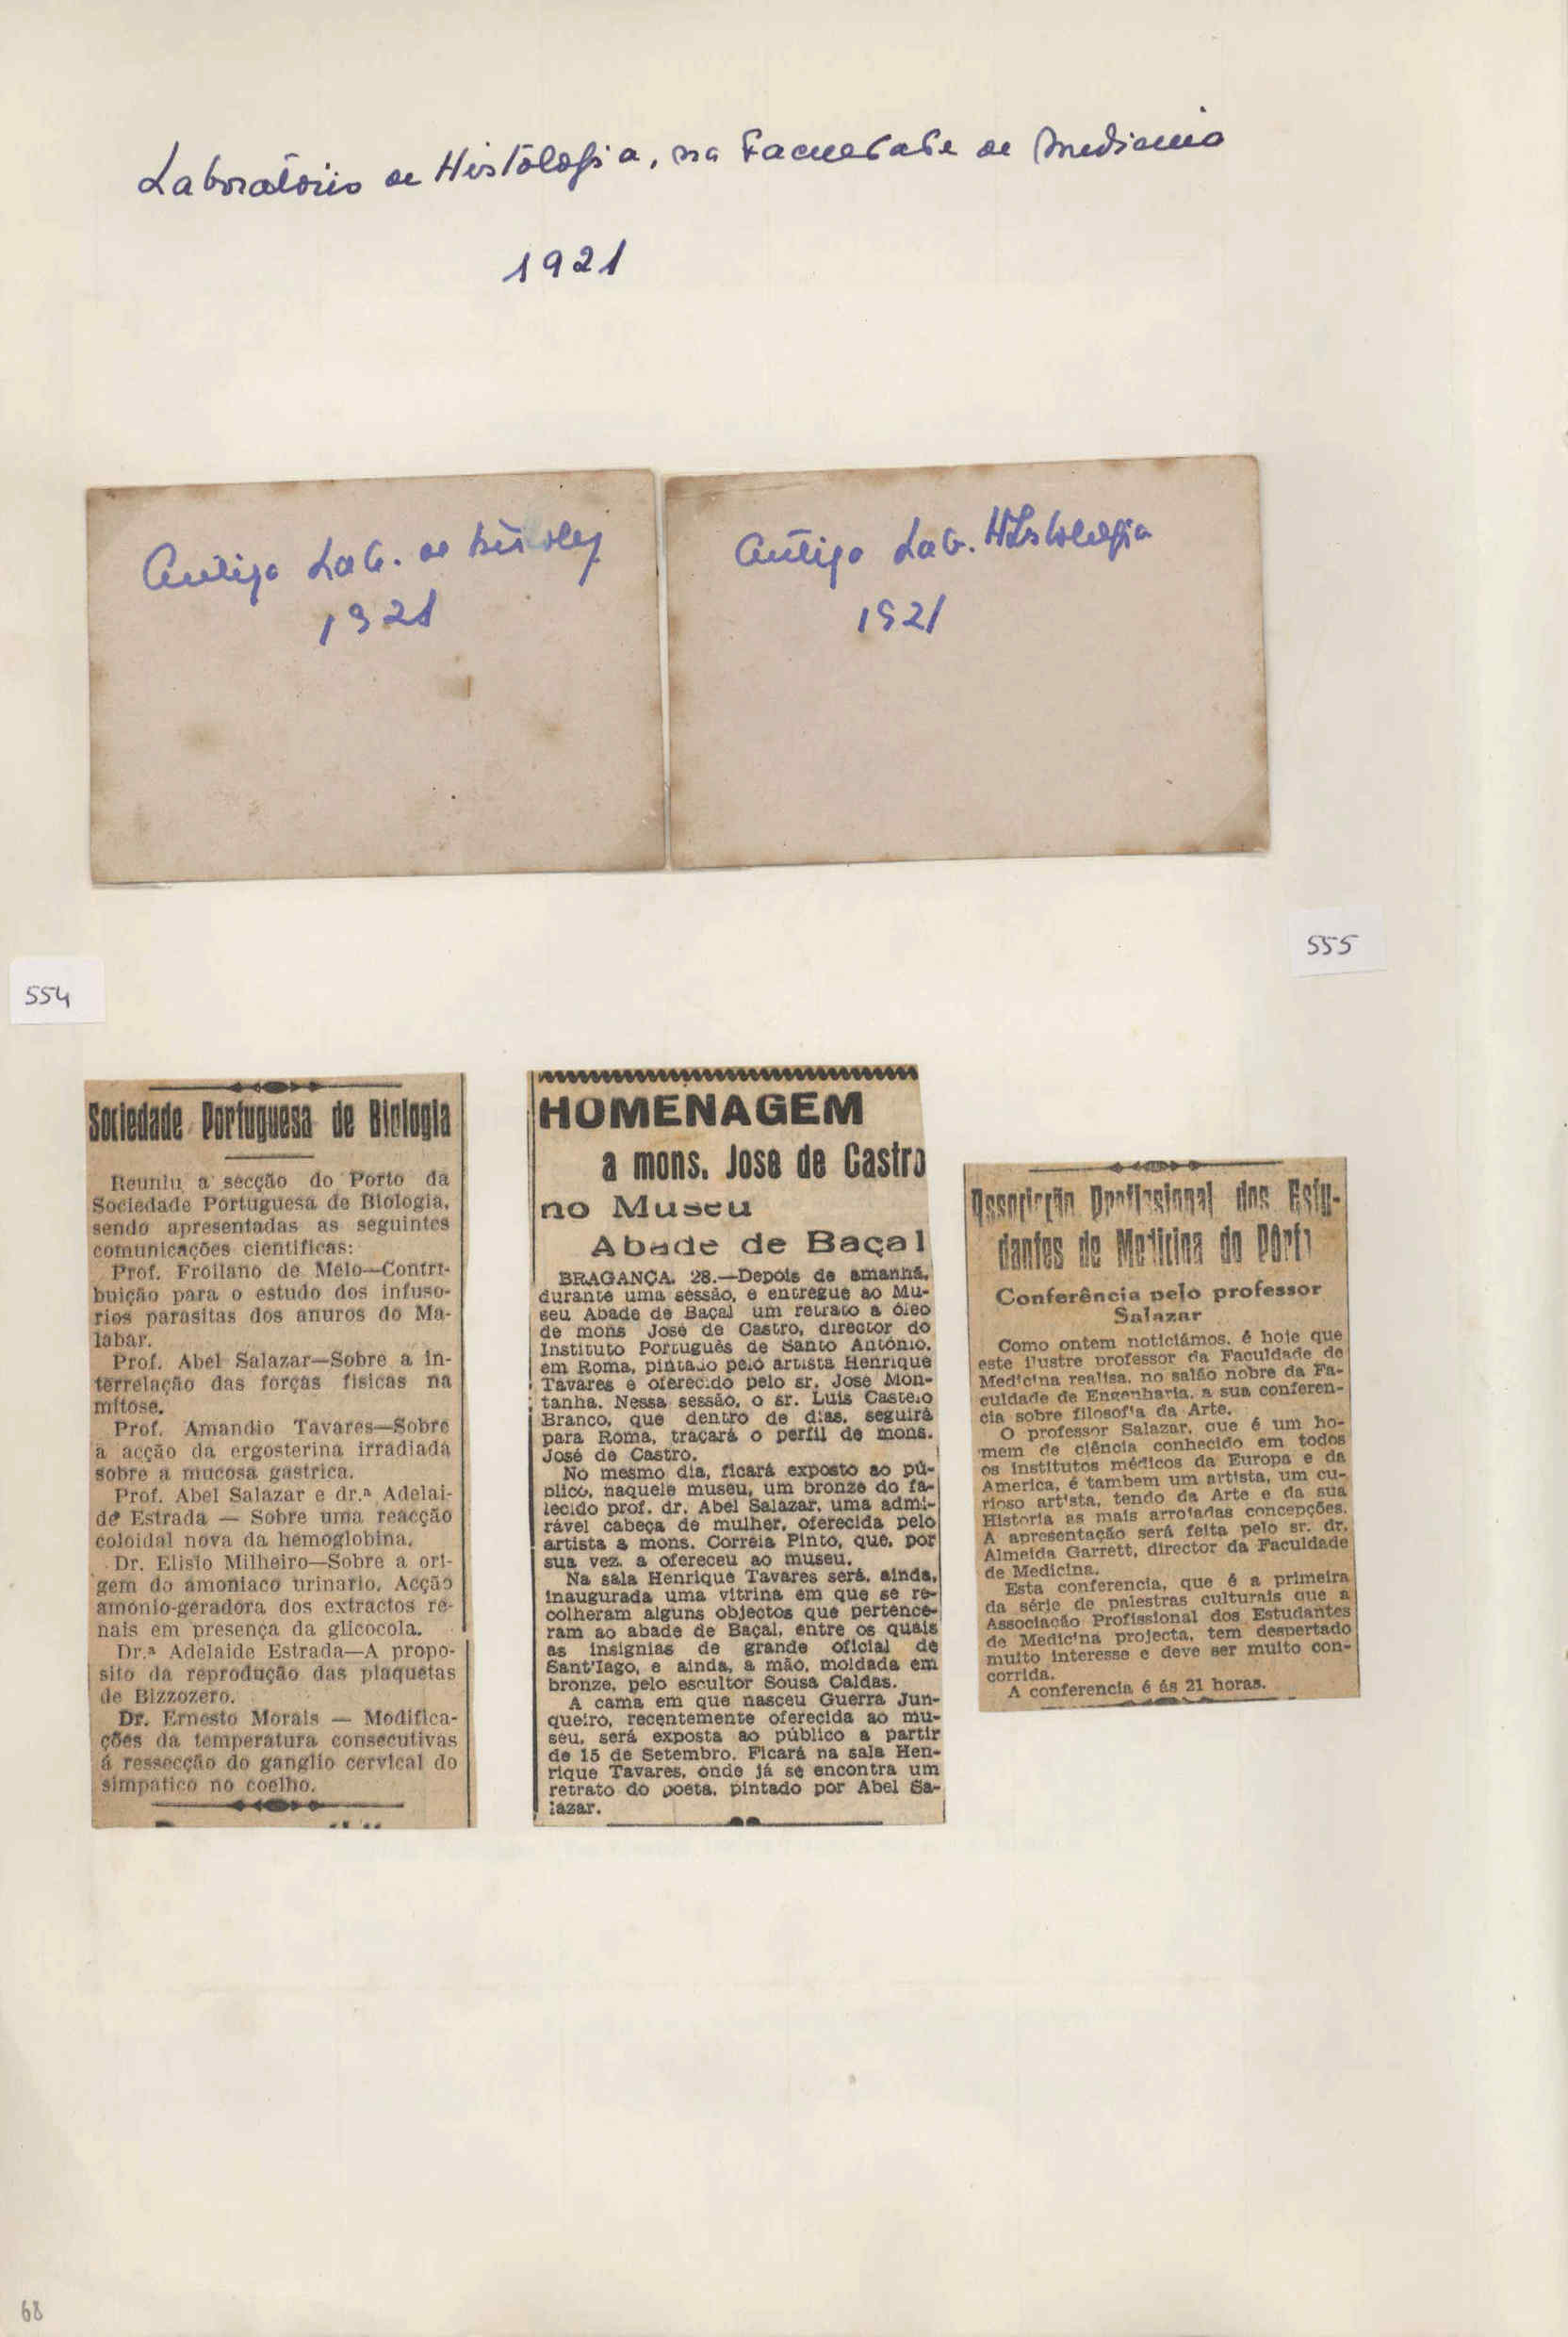 Laboratório de Histologia, na Faculdade de Medicina
1921
Antigo Lab. de
1921
Antigo Lab. Histologia
1921
554
555
Sociedade Portuguesa de Biologia
Reuniu a secção do Porto da
Sociedade Portuguesa de Biologia,
sendo apresentadas as seguintes
comunicações cientificas:
Prof. Froilano de Melo—Contri-
buição para o estudo dos infuso-
rios parasitas dos anuros do Ma-
labar.
Prof. Abel Salazar—Sobre a in-
terrelação das forças fisicas na
mitose.
Prof. Amandio Tavares—Sobre
a acção da ergosterina irradiada
sobre a mucosa gastrica.
Prof. Abel Salazar e dr.ª Adelai-
de Estrada — Sobre uma reacção
coloidal nova da hemoglobina.
Dr. Elisio Milheiro—Sobre a ori-
gem do amoniaco urinario. Acção
amonio-geradora dos extractos re-
nais em presença da glicocola.
Dr.ª Adelaide Estrada—A propo-
sito da reprodução das plaquetas
de Bizzozero.
Dr. Ernesto Morais — Modifica-
ções da temperatura consecutivas
á ressecção do ganglio cervical do
simpatico no coelho.
HOMENAGEM
a mons. José de Castro
no Museu
Abade de Baçal
BRAGANÇA, 28.—Depois de amanhã,
durante uma sessão, e entregue ao Mu-
seu Abade de Baçal um retrato a óleo
de mons José de Castro, director do
Instituto Português de Santo António,
em Roma, pintado pelo artista Henrique
Tavares e oferecido pelo sr. José Mon-
tanha. Nessa sessão, o sr. Luis Castelo
Branco, que dentro de dias, seguirá
para Roma, traçará o perfil de mons.
José de Castro.
No mesmo dia, ficará exposto ao pú-
blico, naquele museu, um bronze do fa-
lecido prof. dr. Abel Salazar, uma admi-
rável cabeça de mulher, oferecida pelo
artista a mons. Correia Pinto, que, por
sua vez, a ofereceu ao museu.
Na sala Henrique Tavares será, ainda,
inaugurada uma vitrina em que se re-
colheram alguns objectos que pertence-
ram ao abade de Baçal, entre os quais
as insignias de grande oficial de
Sant'Iago, e ainda, a mão, moldada em
bronze, pelo escultor Sousa Caldas.
A cama em que nasceu Guerra Jun-
queiro, recentemente oferecida ao mu-
seu, será exposta ao público a partir
de 15 de Setembro. Ficará na sala Hen-
rique Tavares, onde já se encontra um
retrato do poeta, pintado por Abel Sa-
lazar.
Associação Profissional dos Estu-
dantes de Medicina do Pôrto
Conferência pelo professor
Salazar
Como ontem noticiámos, é hoje que
este ilustre professor da Faculdade de
Medicina realisa, no salão nobre da Fa-
culdade de Engenharia, a sua conferen-
cia sobre filosofia da Arte.
O professor Salazar, que é um ho-
mem de ciência conhecido em todos
os institutos médicos da Europa e da
America, é tambem um artista, um cu-
rioso artista, tendo da Arte e da sua
Historia as mais arrojadas concepções.
A apresentação será feita pelo sr. dr.
Almeida Garrett, director da Faculdade
de Medicina.
Esta conferencia, que é a primeira
da série de palestras culturais que a
Associação Profissional dos Estudantes
de Medicina projecta, tem despertado
muito interesse e deve ser muito con-
corrida.
A conferencia é ás 21 horas.
68